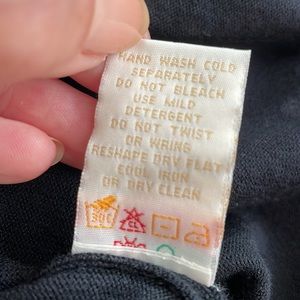 HAND WASH COLD
SEPARATELY
DO NOT BLEACH
USE MILD
DETERGENT
DO NOT TWIST
OR WRING
RESHAPE DRY FLAT
COOL IRON
OR DRY CLEAN
30C